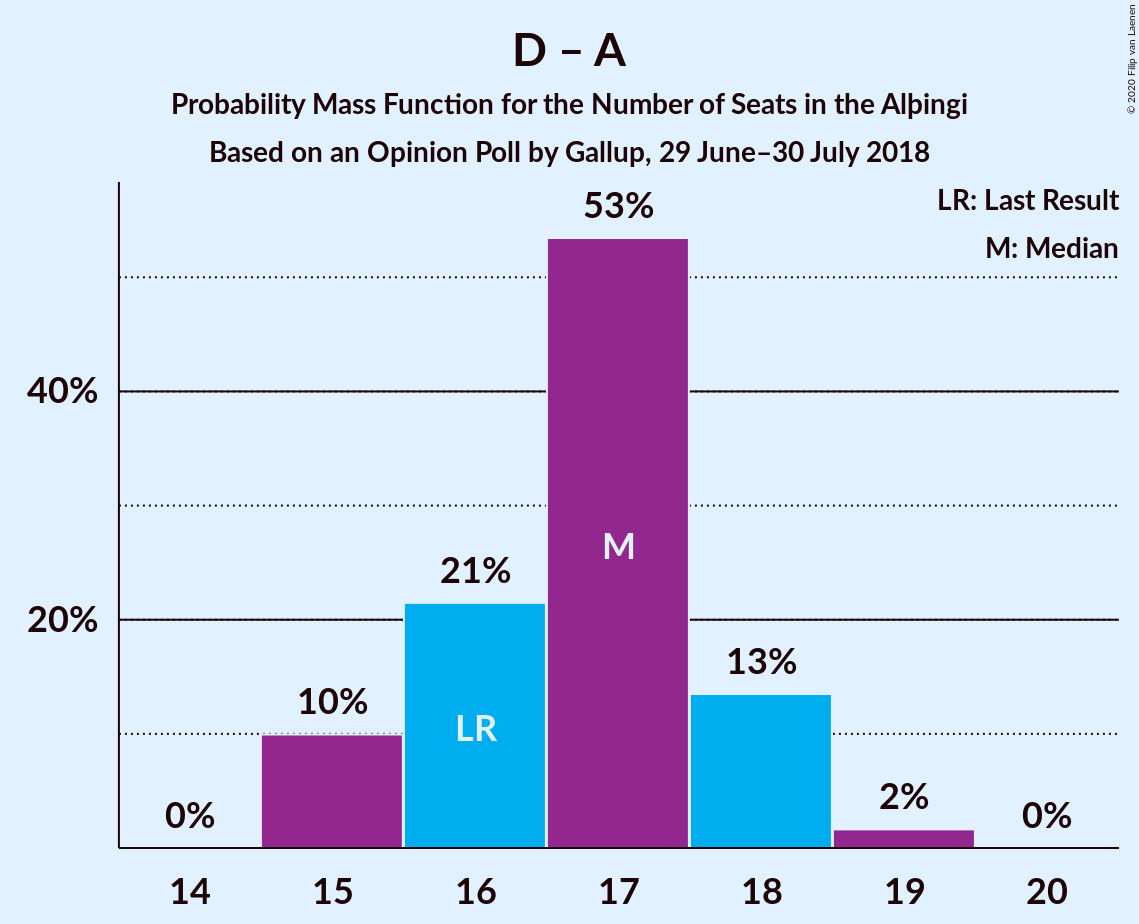 D – A
Probability Mass Function for the Number of Seats in the Alþingi
Based on an Opinion Poll by Gallup, 29 June–30 July 2018
© 2020 Filip van Laenen
LR: Last Result
M: Median
53%
40%
M
21%
20%
13%
10%
LR
2%
0%
0%
14 15 16 17 18 19 20